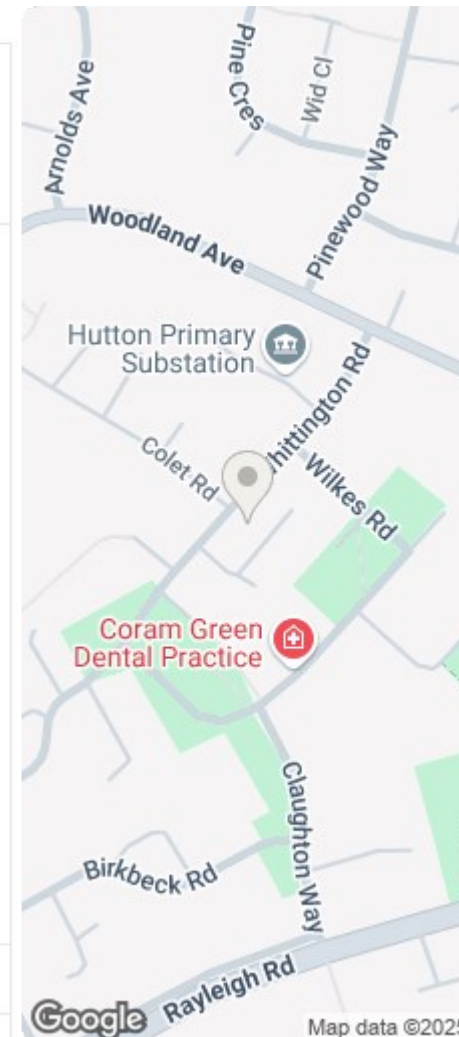 Arnolds Ave
Pine Cres
Wid Cl
Pinewood Way
Woodland Ave
Hutton Primary
Substation
hittington Rd
Colet Rd
Wilkes Rd
Coram Green
Dental Practice
Claughton Way
Birkbeck Rd
Rayleigh Rd
Google
Map data ©2025